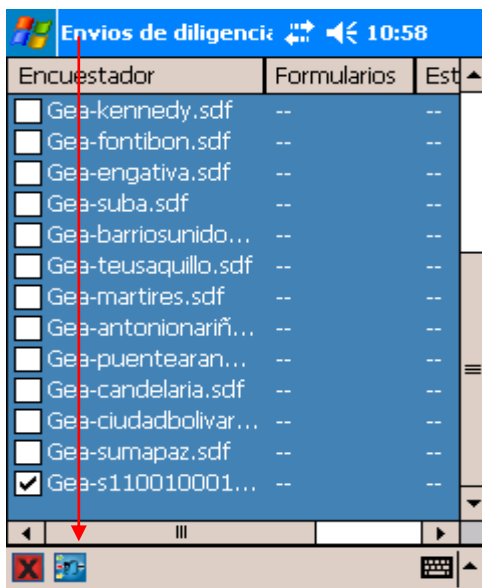 Envios de diligencia 10:58
Encuestador Formularios Est
Gea-kennedy.sdf -- --
Gea-fontibon.sdf -- --
Gea-engativa.sdf -- --
Gea-suba.sdf -- --
Gea-barriosunido... -- --
Gea-teusaquillo.sdf -- --
Gea-martires.sdf -- --
Gea-antonionariñ... -- --
Gea-puentearan... -- --
Gea-candelaria.sdf -- --
Gea-ciudadbolivar... -- --
Gea-sumapaz.sdf -- --
Gea-s110010001... -- --